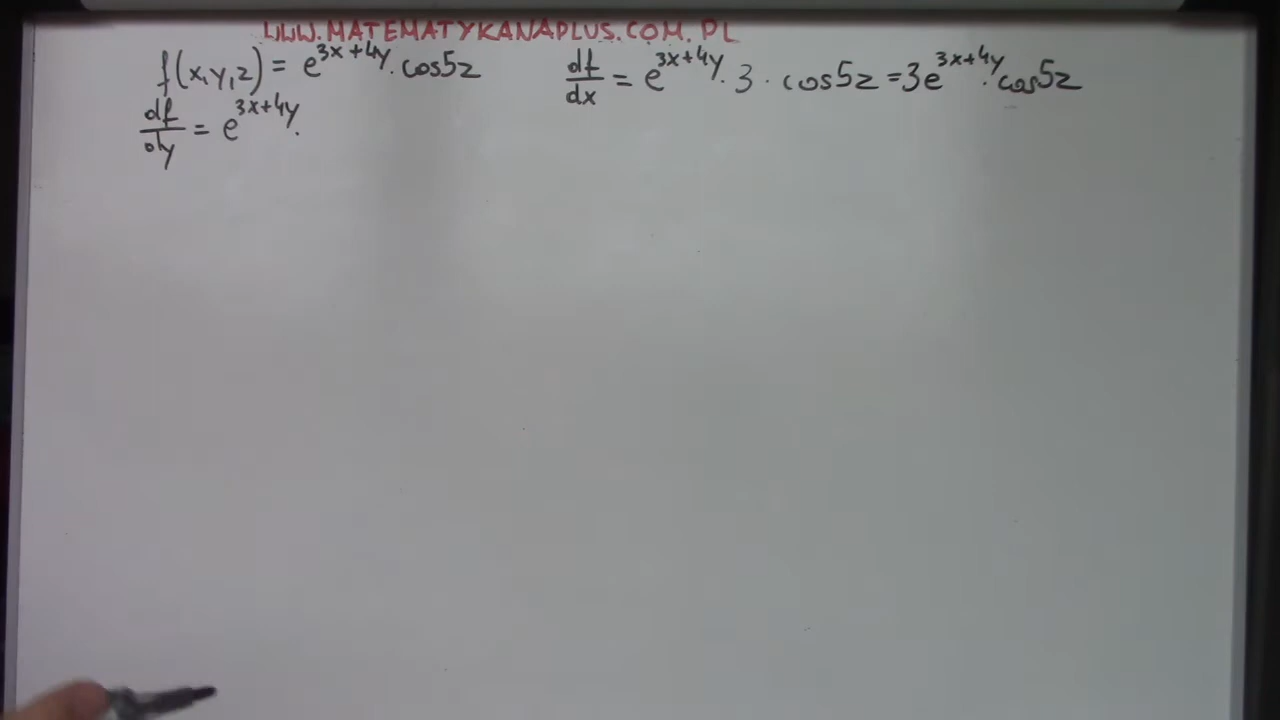 WWW.MATEMATYKANAPLUS.COM.PL
f(x,y,z) = e^{3x+4y} · cos5z   df/dx = e^{3x+4y} · 3 · cos5z = 3e^{3x+4y} · cos5z
df/dy = e^{3x+4y} ·